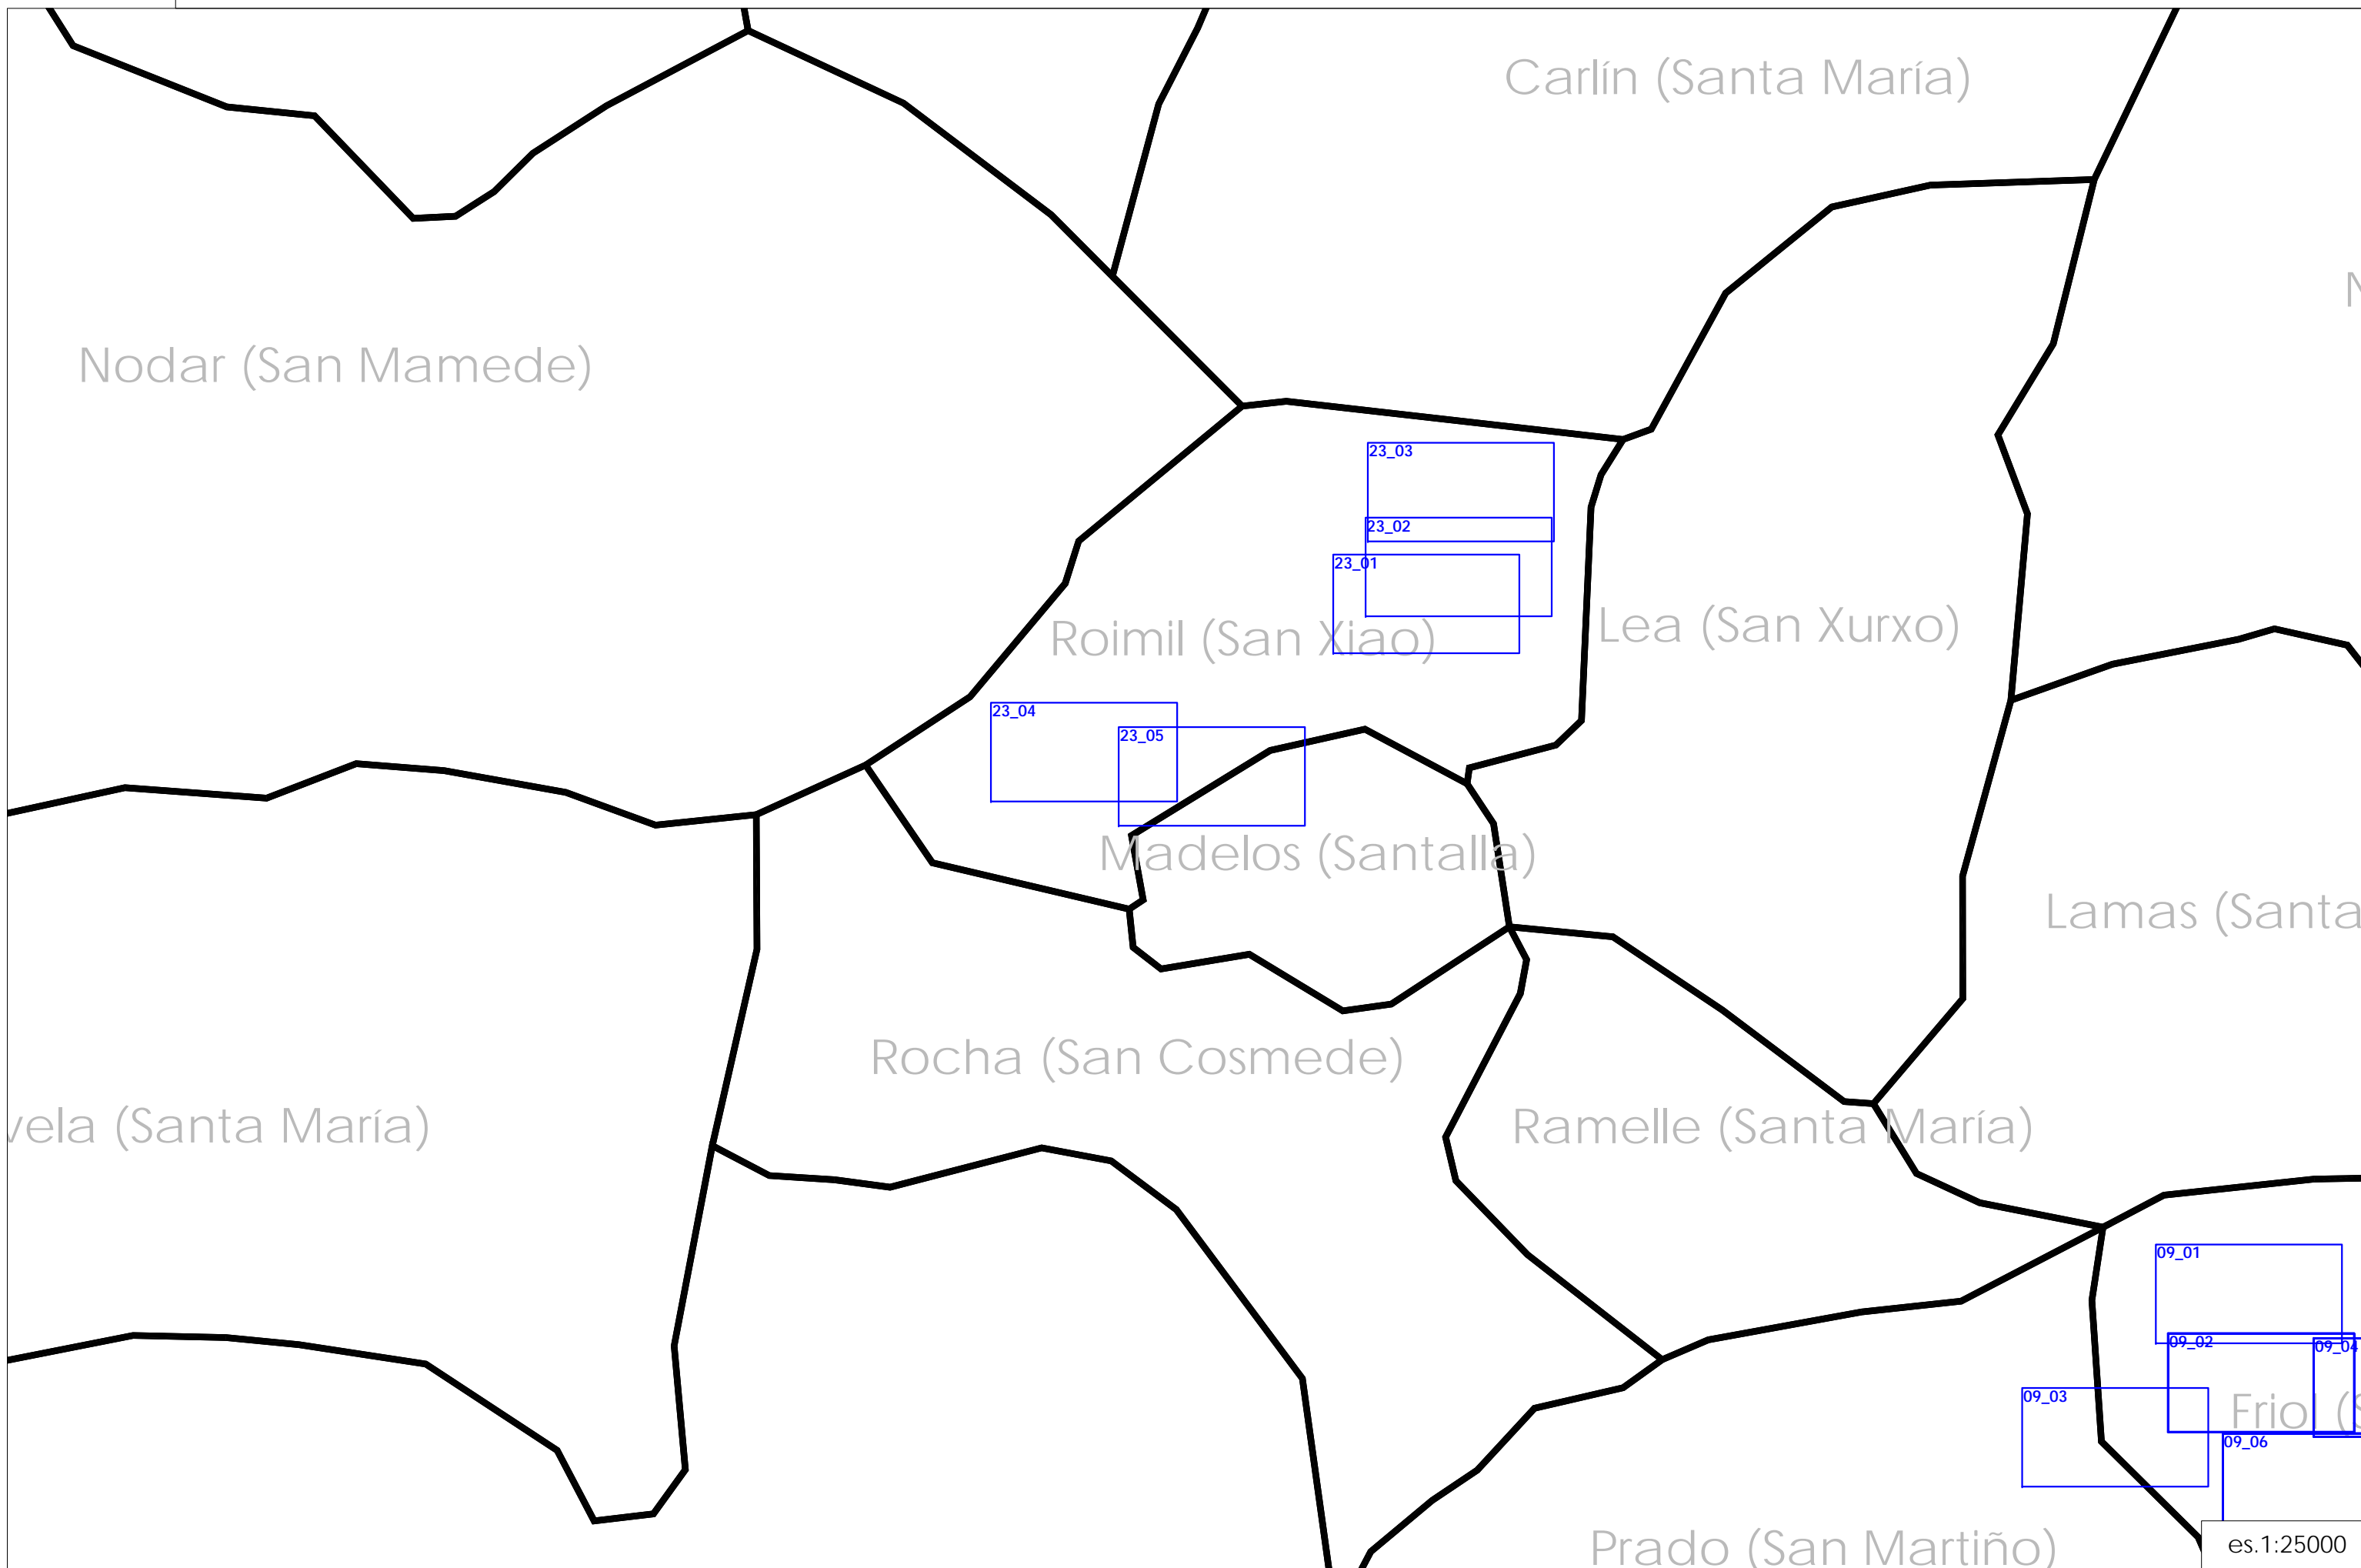 Carlín (Santa María)
N
Nodar (San Mamede)
23_03
23_02
23_01
Roimil (San Xiao)
Lea (San Xurxo)
23_04
23_05
Madelos (Santalla)
Lamas (Santa
Rocha (San Cosmede)
vela (Santa María)
Ramelle (Santa María)
09_01
09_02
09_04
09_03
Friol (S
09_06
Prado (San Martiño)
es.1:25000